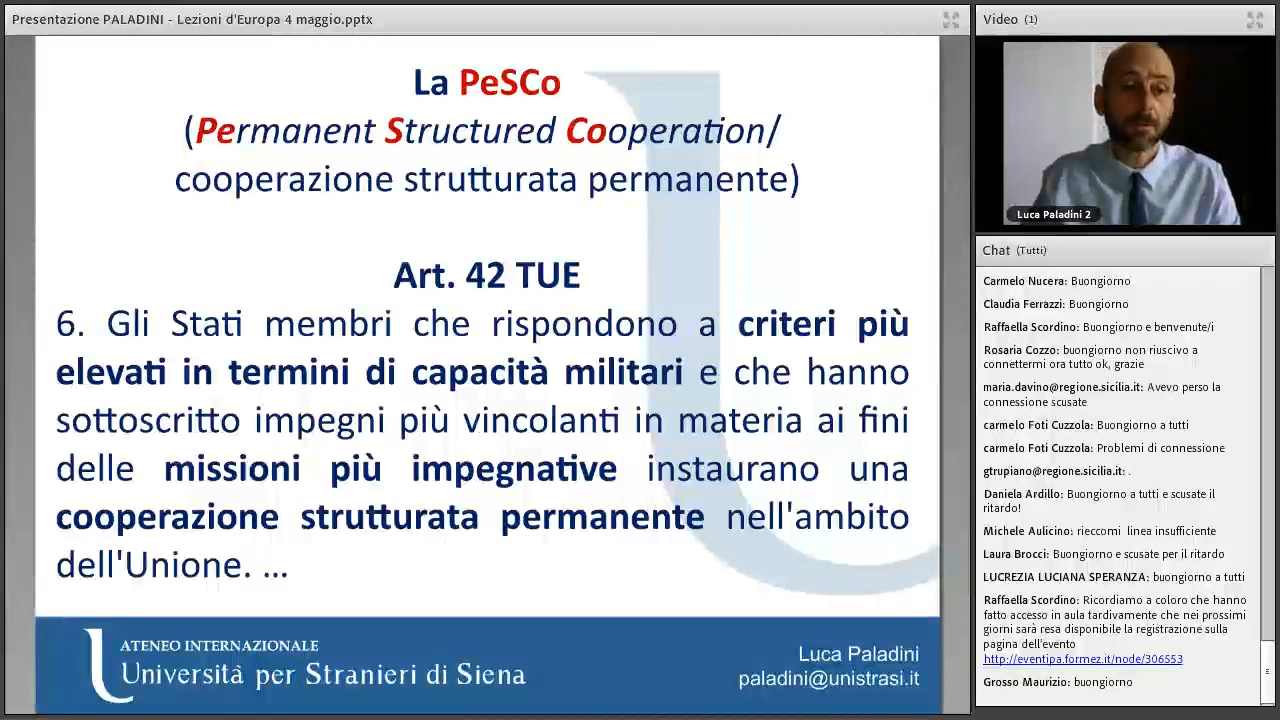 Presentazione PALADINI - Lezioni d'Europa 4 maggio.pptx
La PeSCo
(Permanent Structured Cooperation/
cooperazione strutturata permanente)
Art. 42 TUE
6. Gli Stati membri che rispondono a criteri più
elevati in termini di capacità militari e che hanno
sottoscritto impegni più vincolanti in materia ai fini
delle missioni più impegnative instaurano una
cooperazione strutturata permanente nell'ambito
dell'Unione. ...
ATENEO INTERNAZIONALE
Università per Stranieri di Siena
Luca Paladini
paladini@unistrasi.it
Video (1)
Luca Paladini 2
Chat (Tutti)
Carmelo Nucera: Buongiorno
Claudia Ferrazzi: Buongiorno
Raffaella Scordino: Buongiorno e benvenute/i
Rosaria Cozzo: buongiorno non riuscivo a
connettermi ora tutto ok, grazie
maria.davino@regione.sicilia.it: Avevo perso la
connessione scusate
carmelo Foti Cuzzola: Buongiorno a tutti
carmelo Foti Cuzzola: Problemi di connessione
gtrupiano@regione.sicilia.it: .
Daniela Ardillo: Buongiorno a tutti e scusate il
ritardo!
Michele Aulicino: rieccomi linea insufficiente
Laura Brocci: Buongiorno e scusate per il ritardo
LUCREZIA LUCIANA SPERANZA: buongiorno a tutti
Raffaella Scordino: Ricordiamo a coloro che hanno
fatto accesso in aula tardivamente che nei prossimi
giorni sarà resa disponibile la registrazione sulla
pagina dell'evento
http://eventipa.formez.it/node/306553
Grosso Maurizio: buongiorno